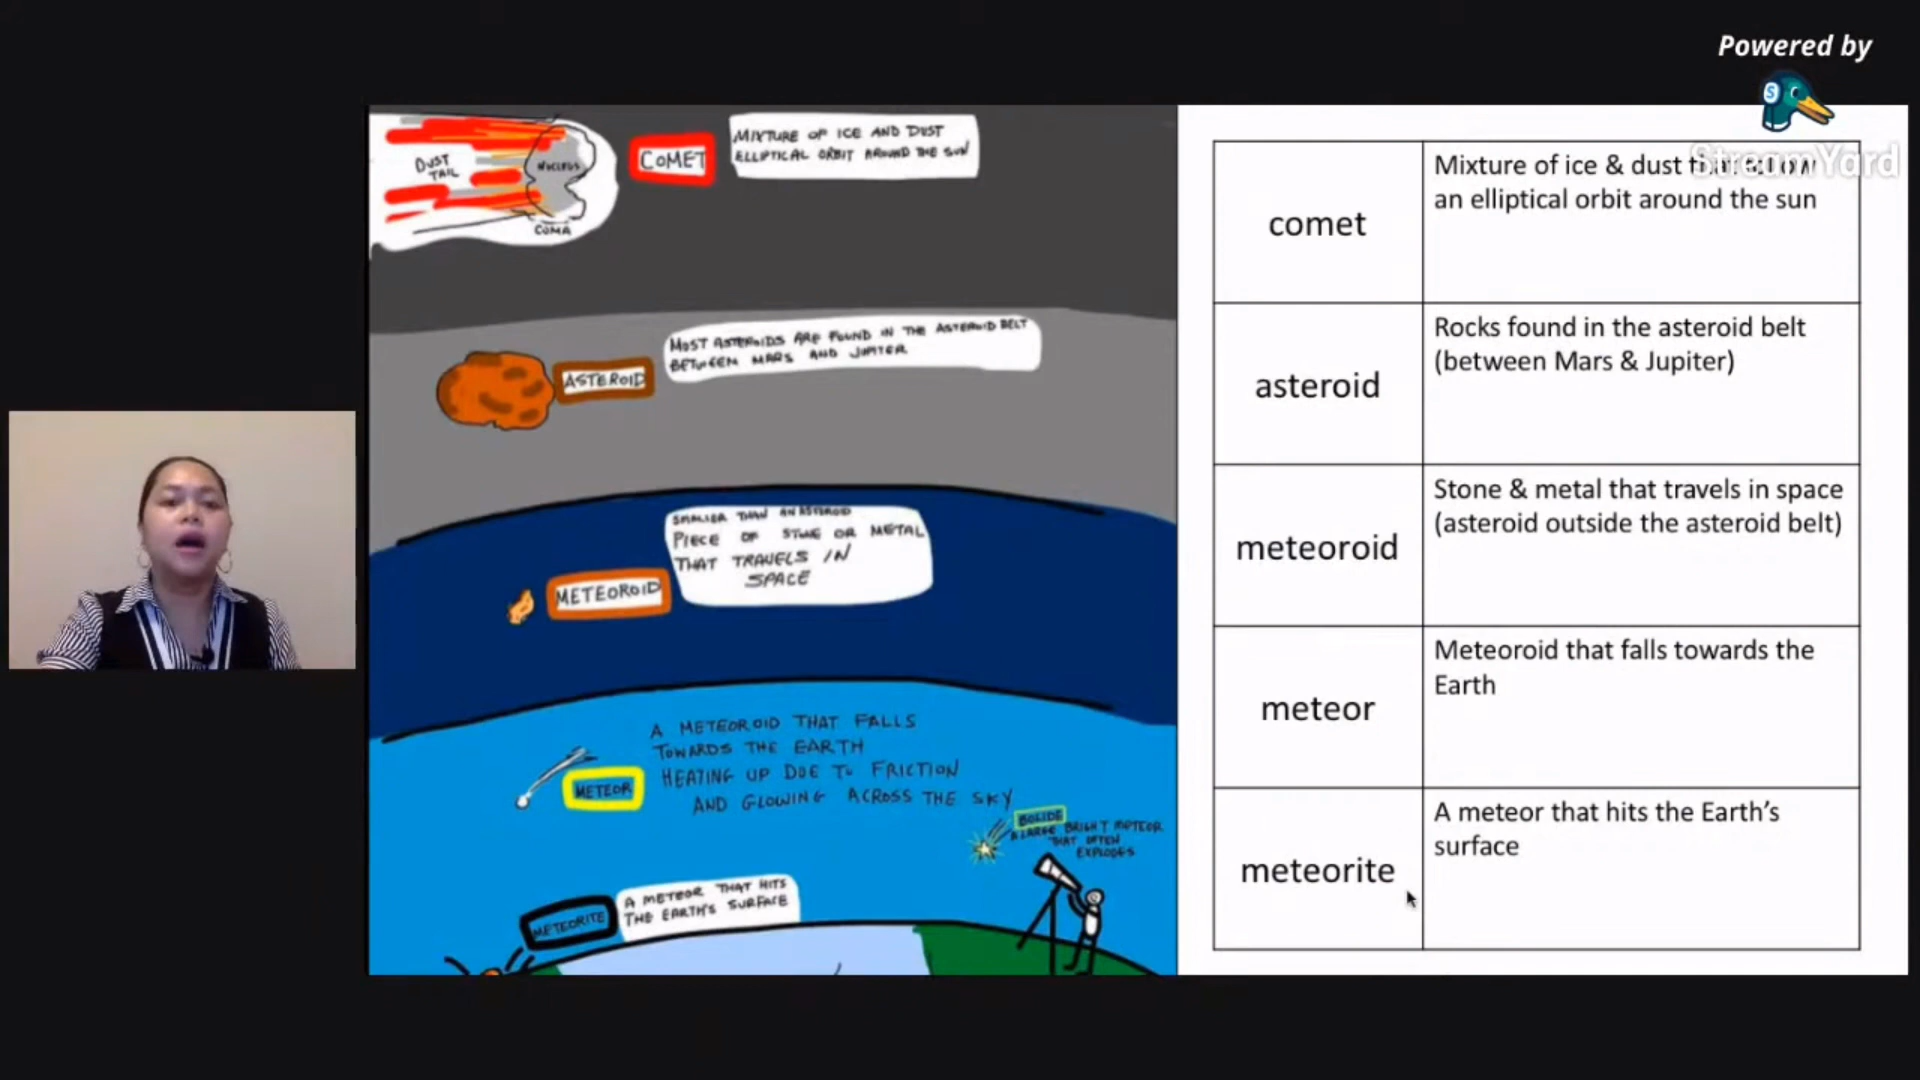 Powered by
StreamYard
DUST
TAIL
NUCLEUS
COMA
COMET
MIXTURE OF ICE AND DUST
ELLIPTICAL ORBIT AROUND THE SUN
ASTEROID
MOST ASTEROIDS ARE FOUND IN THE ASTEROID BELT
BETWEEN MARS AND JUPITER
METEOROID
SMALLER THAN AN ASTEROID
PIECE OF STONE OR METAL
THAT TRAVELS IN
SPACE
METEOR
A METEOROID THAT FALLS
TOWARDS THE EARTH
HEATING UP DUE TO FRICTION
AND GLOWING ACROSS THE SKY
BOLIDE
A LARGE BRIGHT METEOR
THAT OFTEN
EXPLODES
METEORITE
A METEOR THAT HITS
THE EARTH'S SURFACE
comet
Mixture of ice & dust that follow
an elliptical orbit around the sun
asteroid
Rocks found in the asteroid belt
(between Mars & Jupiter)
meteoroid
Stone & metal that travels in space
(asteroid outside the asteroid belt)
meteor
Meteoroid that falls towards the
Earth
meteorite
A meteor that hits the Earth's
surface